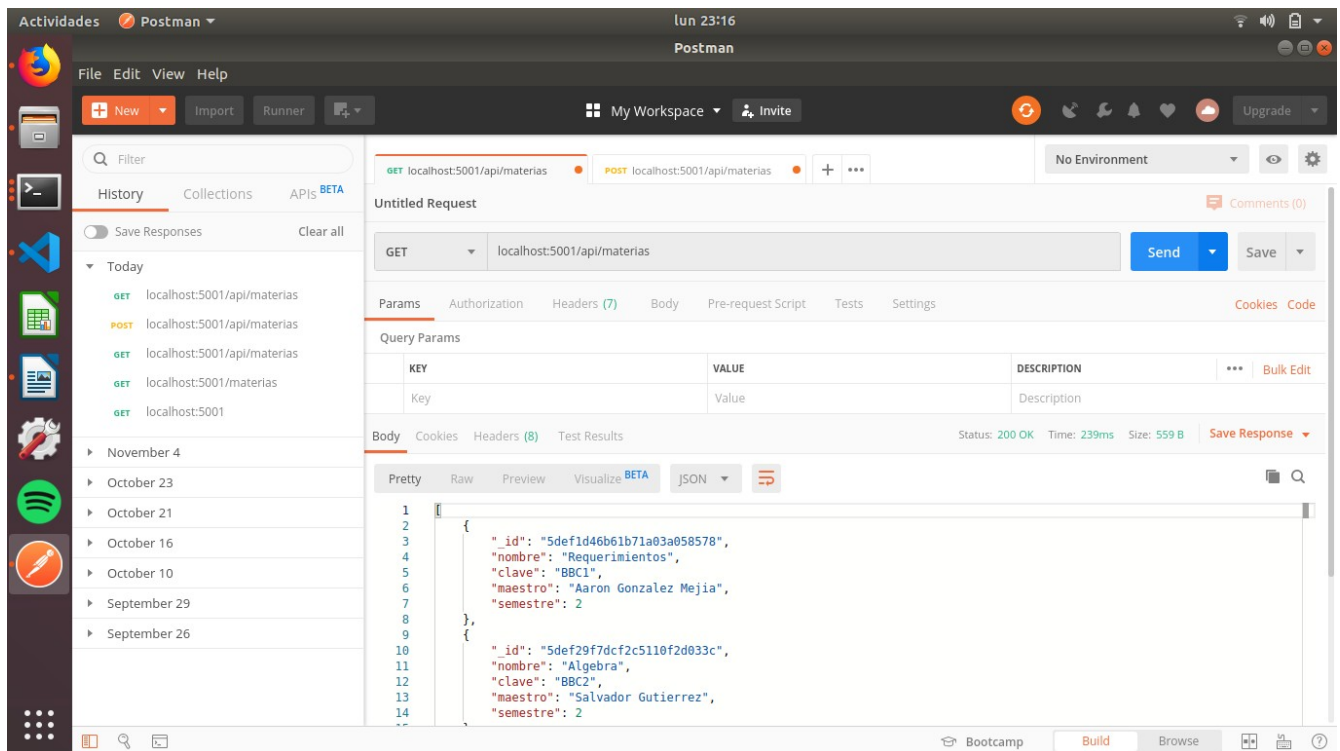 Actividades Postman lun 23:16
Postman
File Edit View Help
New Import Runner My Workspace Invite Upgrade
Filter
History Collections APIs BETA
Save Responses Clear all
Today
GET localhost:5001/api/materias
POST localhost:5001/api/materias
GET localhost:5001/api/materias
GET localhost:5001/materias
GET localhost:5001
November 4
October 23
October 21
October 16
October 10
September 29
September 26
GET localhost:5001/api/materias POST localhost:5001/api/materias + ••• No Environment
Untitled Request Comments (0)
GET localhost:5001/api/materias Send Save
Params Authorization Headers (7) Body Pre-request Script Tests Settings Cookies Code
Query Params
KEY VALUE DESCRIPTION ••• Bulk Edit
Key Value Description
Body Cookies Headers (8) Test Results Status: 200 OK Time: 239ms Size: 559 B Save Response
Pretty Raw Preview Visualize BETA JSON
1 [
2 {
3 "_id": "5def1d46b61b71a03a058578",
4 "nombre": "Requerimientos",
5 "clave": "BBC1",
6 "maestro": "Aaron Gonzalez Mejia",
7 "semestre": 2
8 },
9 {
10 "_id": "5def29f7dcf2c5110f2d033c",
11 "nombre": "Algebra",
12 "clave": "BBC2",
13 "maestro": "Salvador Gutierrez",
14 "semestre": 2
Bootcamp Build Browse